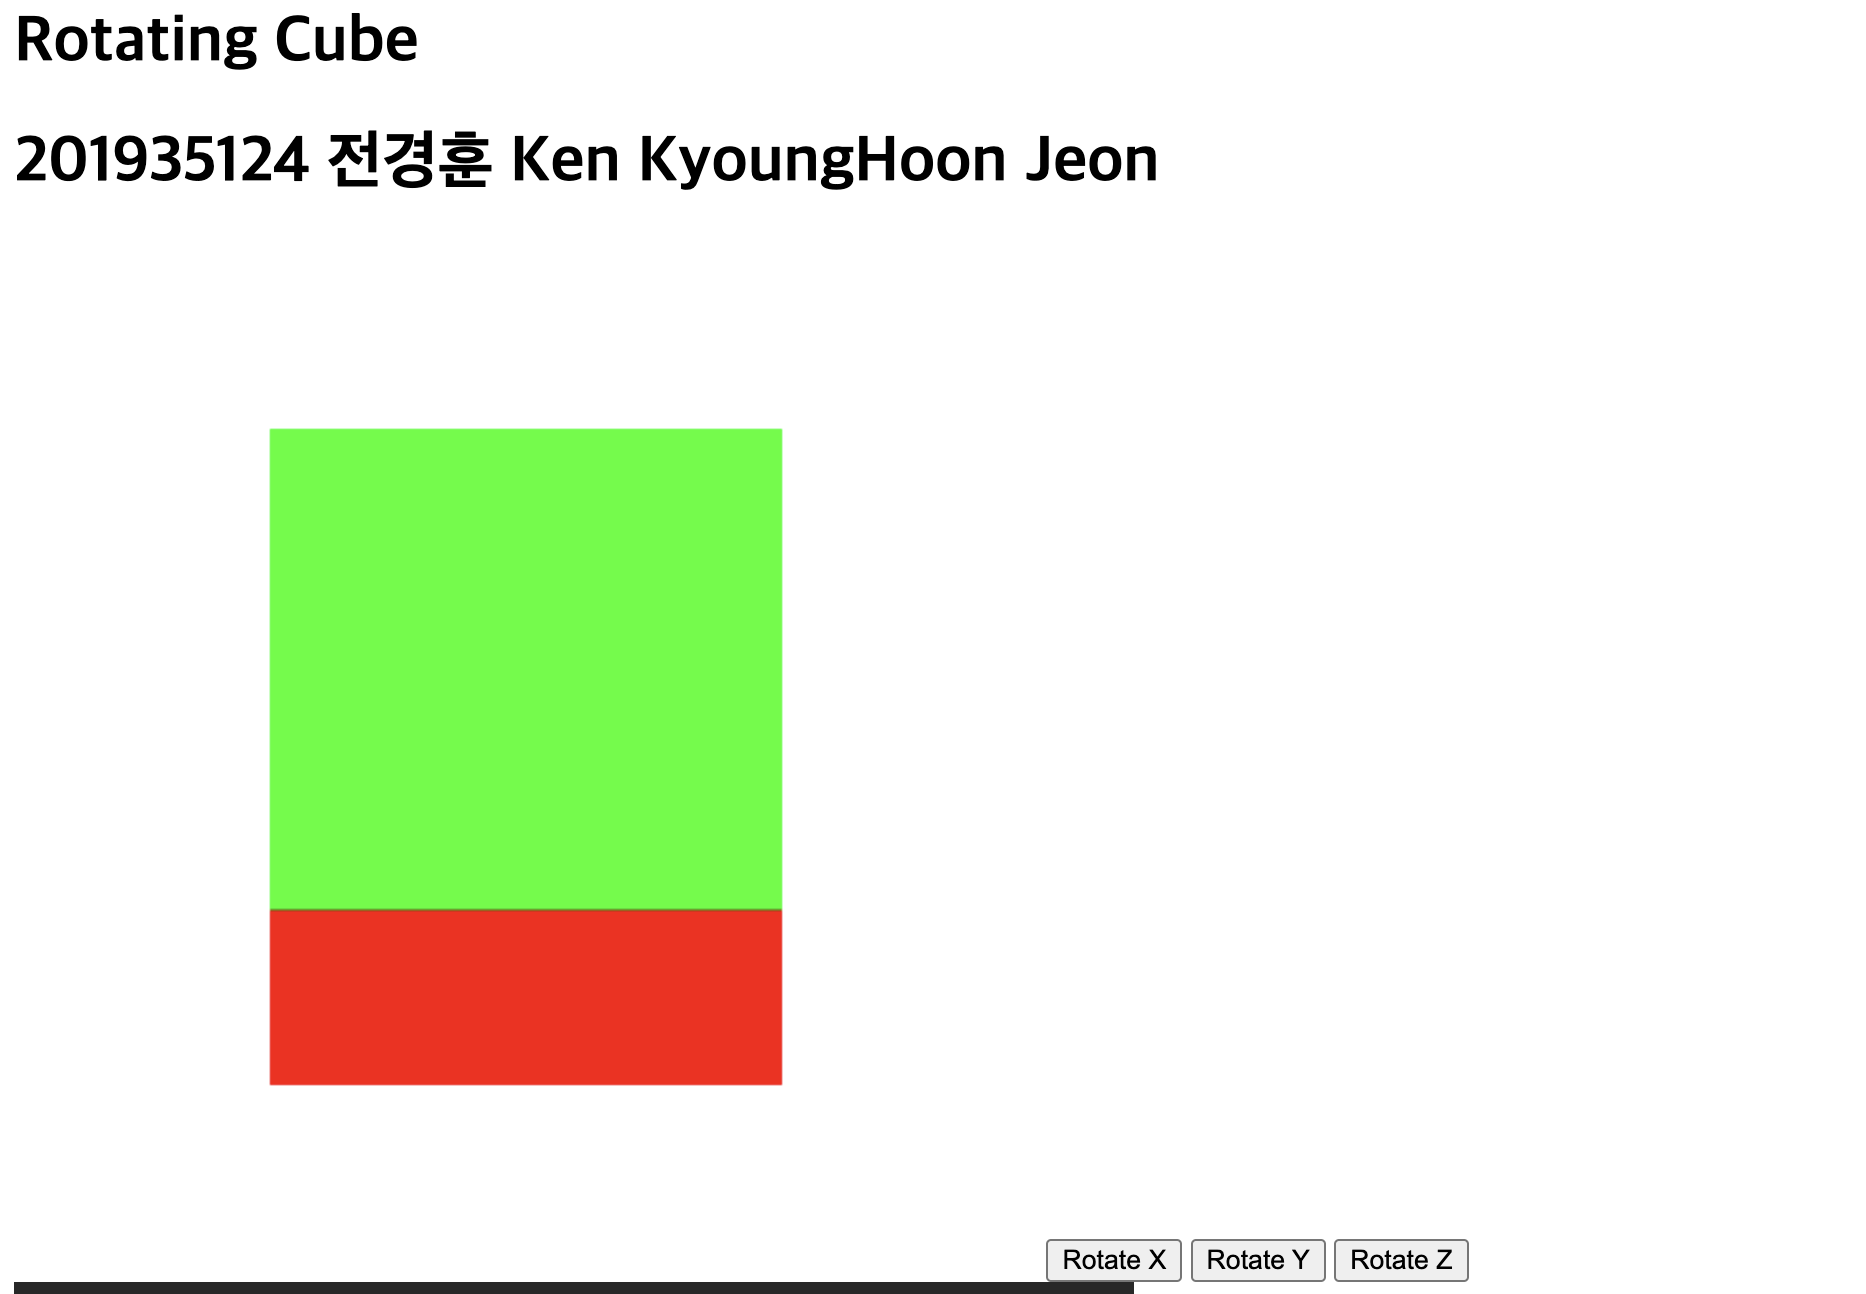 Rotating Cube
201935124 전경훈 Ken KyoungHoon Jeon
Rotate X Rotate Y Rotate Z